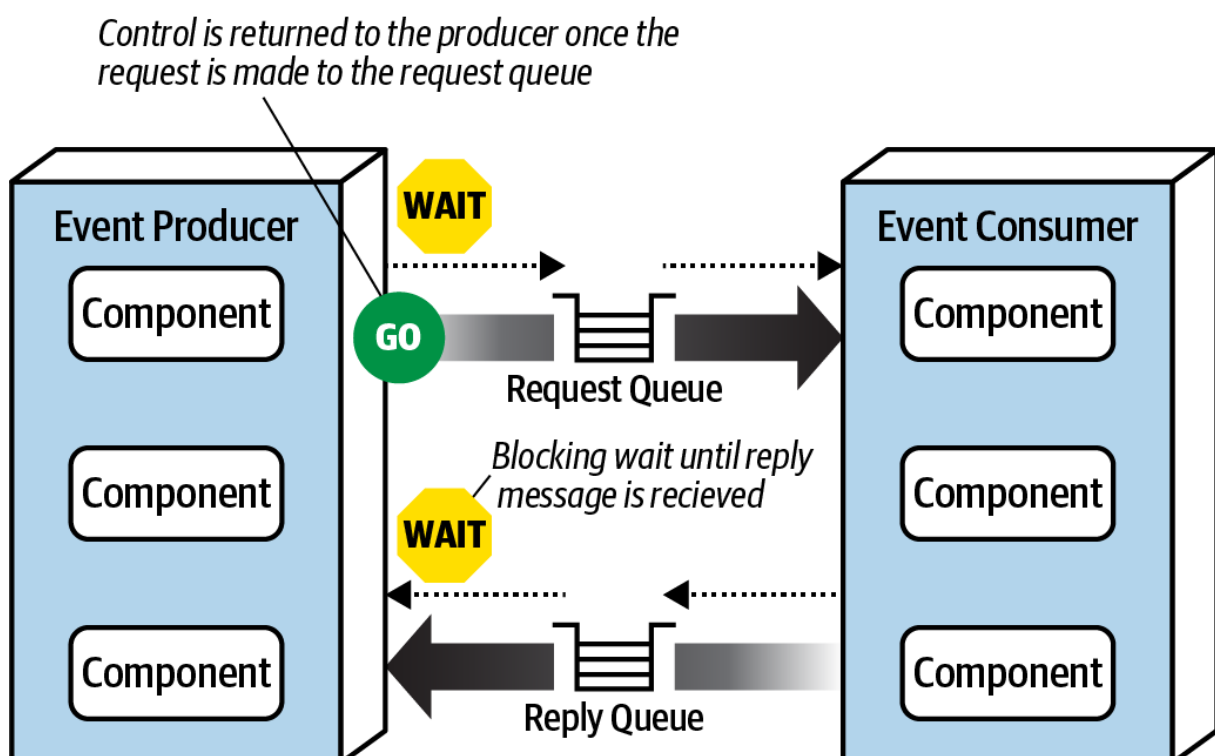 Control is returned to the producer once the
request is made to the request queue
WAIT
Event Producer
Event Consumer
Component
Component
GO
Request Queue
Blocking wait until reply
message is recieved
Component
Component
WAIT
Component
Component
Reply Queue